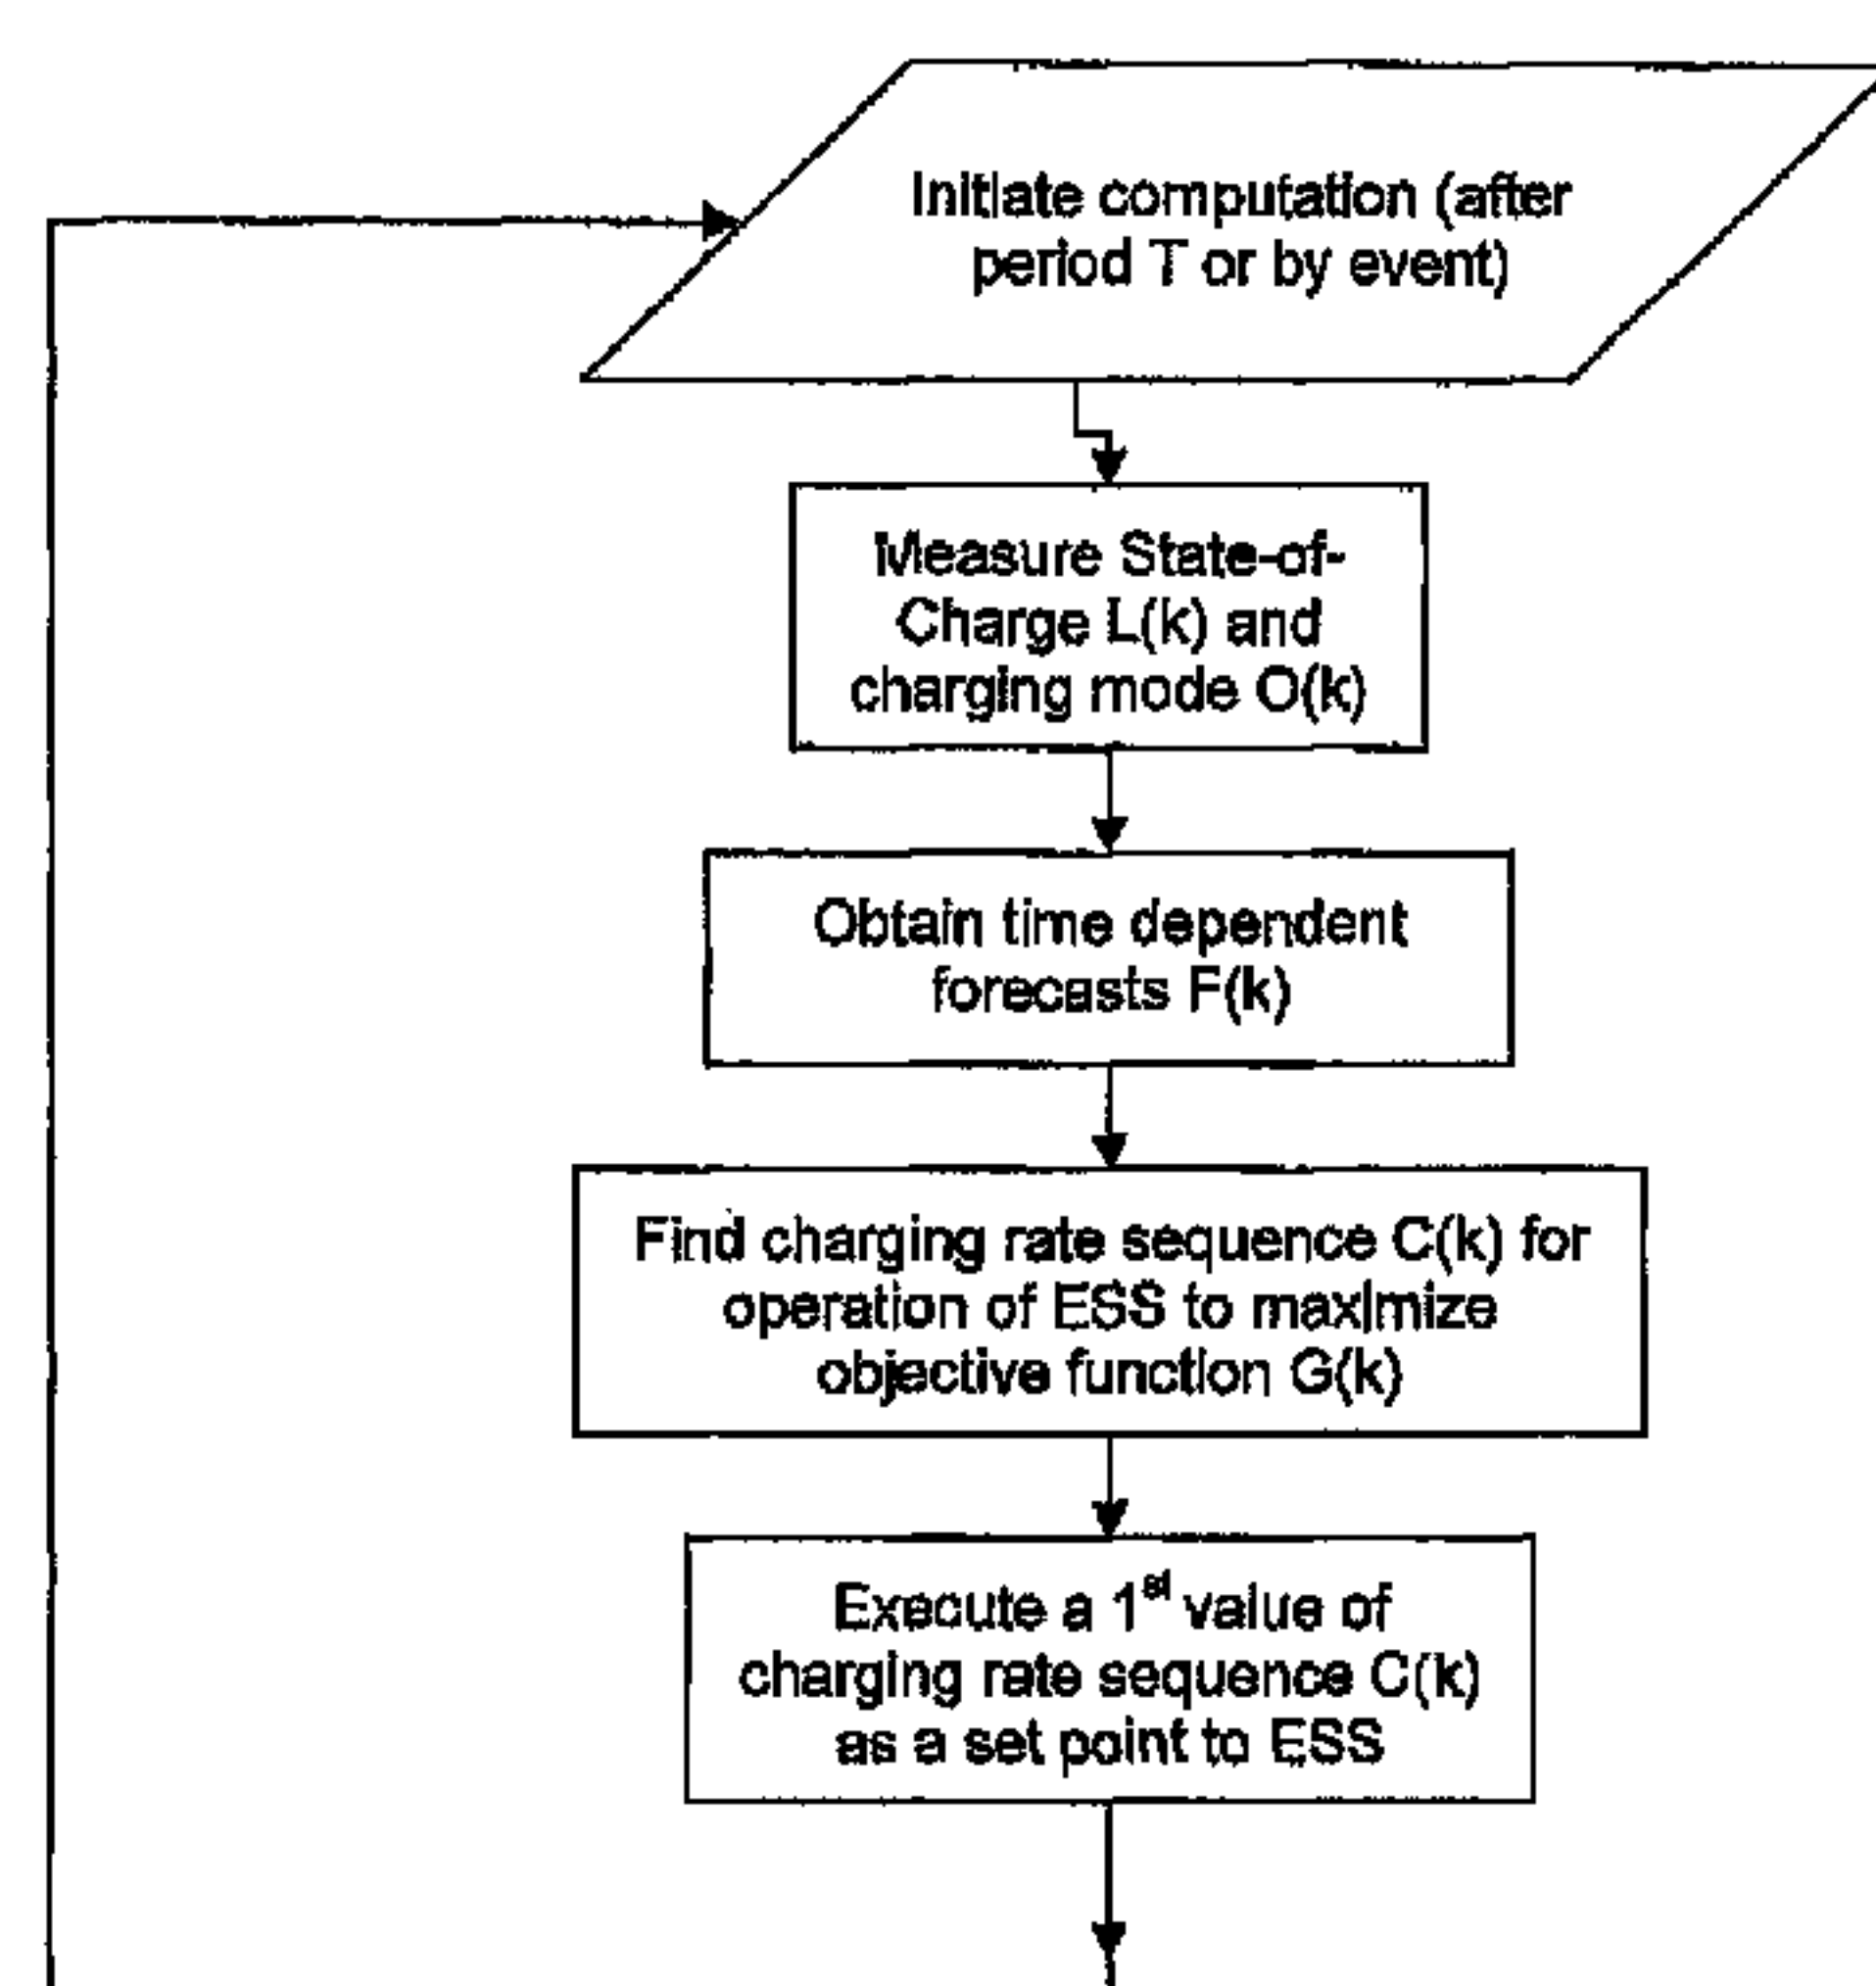 Initiate computation (after
period T or by event)
Measure State-of-
Charge L(k) and
charging mode O(k)
Obtain time dependent
forecasts F(k)
Find charging rate sequence C(k) for
operation of ESS to maximize
objective function G(k)
Execute a 1st value of
charging rate sequence C(k)
as a set point to ESS